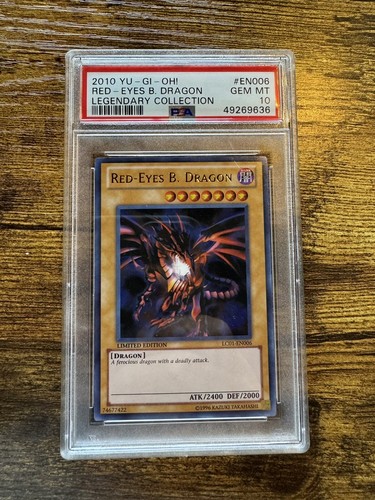 2010 YU-GI-OH! #EN006
RED-EYES B. DRAGON GEM MT
LEGENDARY COLLECTION 10
PSA 49269636
RED-EYES B. DRAGON
LIMITED EDITION LC01-EN006
[DRAGON]
A ferocious dragon with a deadly attack.
ATK/2400 DEF/2000
74677422 ©1996 KAZUKI TAKAHASHI